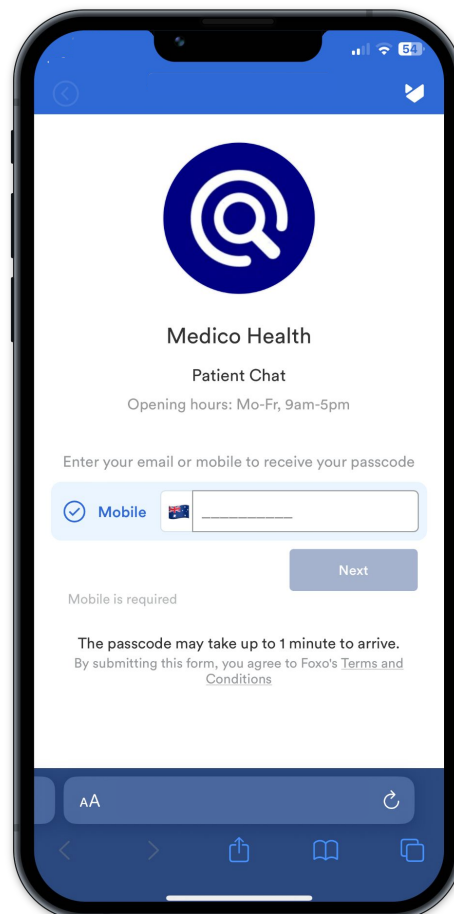 54
Medico Health
Patient Chat
Opening hours: Mo-Fr, 9am-5pm
Enter your email or mobile to receive your passcode
Mobile __________
Next
Mobile is required
The passcode may take up to 1 minute to arrive.
By submitting this form, you agree to Foxo's Terms and
Conditions
AA